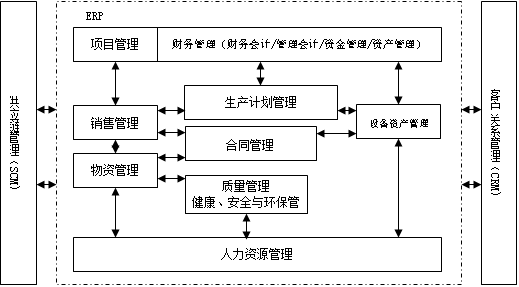 ERP
项目管理
财务管理（财务会if/管理会if/资金管理/资产管理）
生产计划管理
销售管理
设备资产管理
合同管理
物资管理
质量管理
健康、安全与环保管
人力资源管理
供应链管理（SCM）
客户关系管理（CRM）